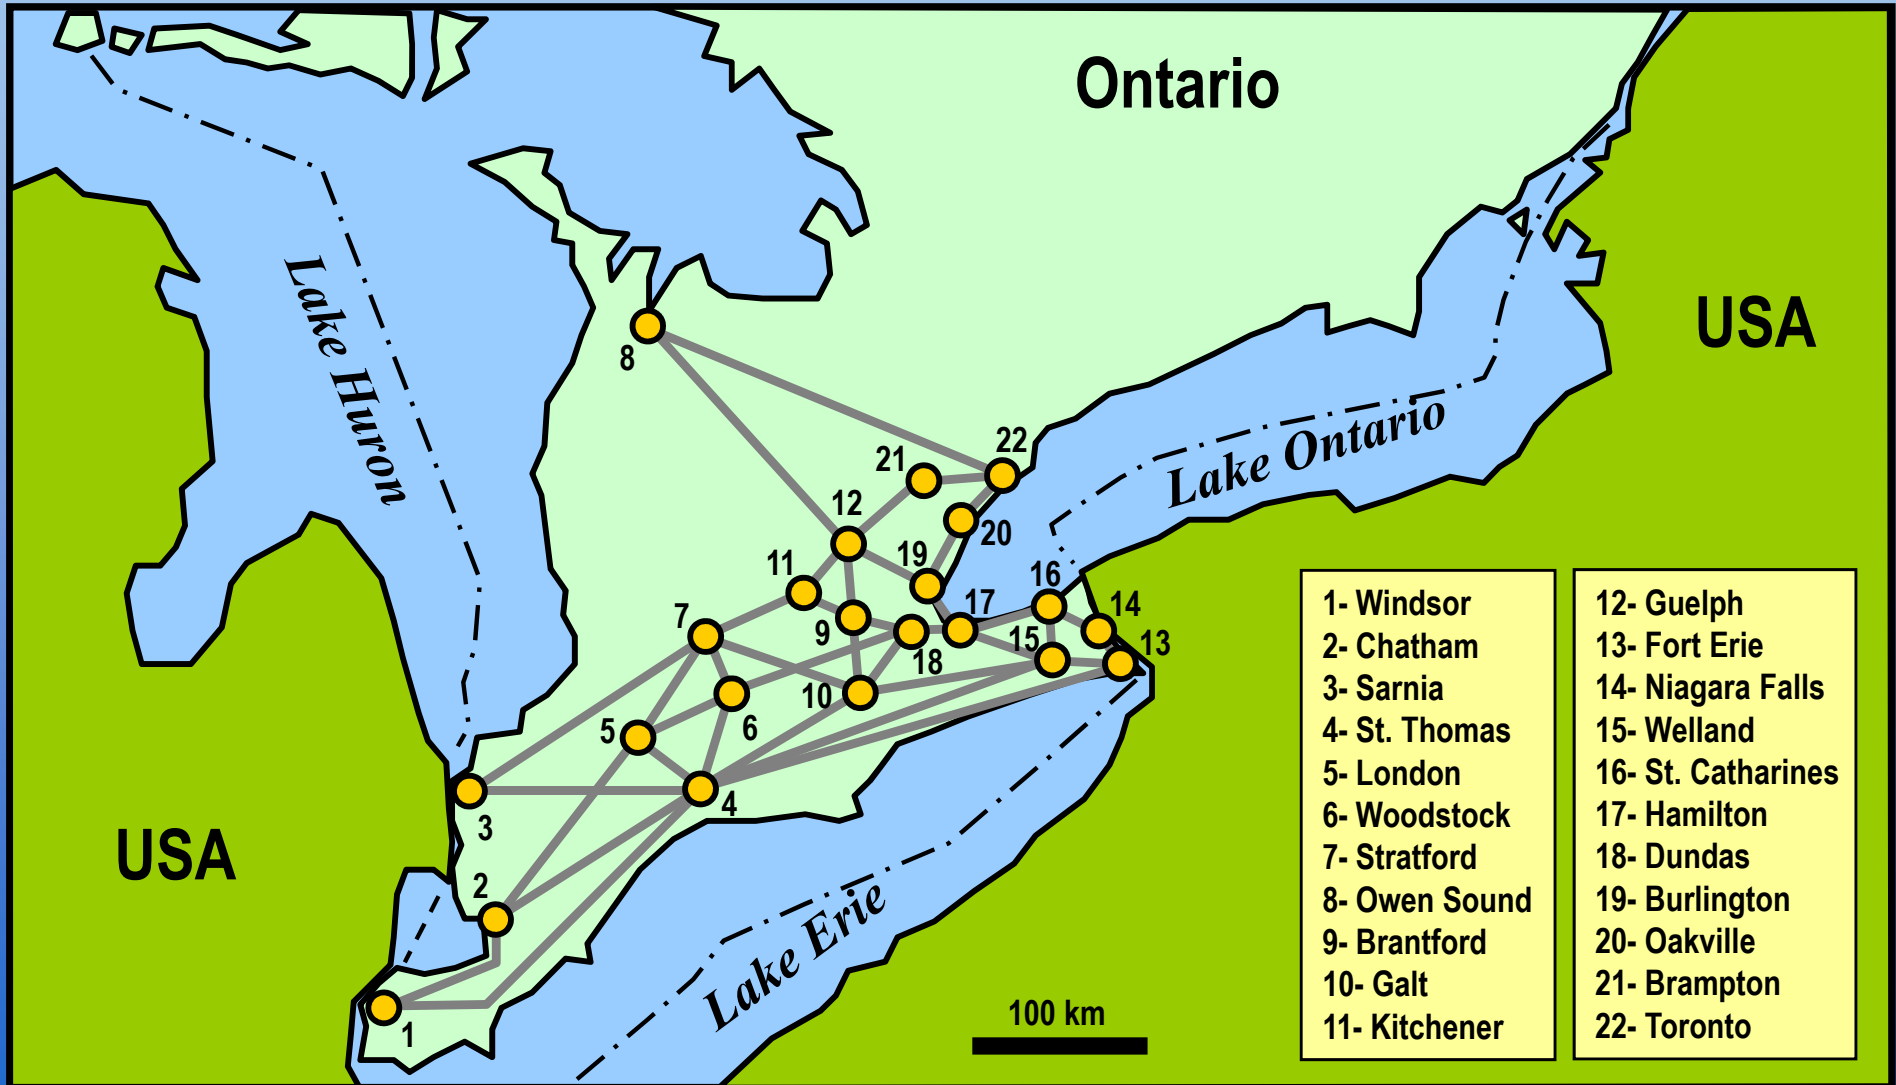 Ontario
USA
Lake Huron
Lake Ontario
USA
Lake Erie
100 km
8
22
21
12
20
19
11
16
17
14
7
9
15
13
18
10
6
5
4
3
2
1
1- Windsor
2- Chatham
3- Sarnia
4- St. Thomas
5- London
6- Woodstock
7- Stratford
8- Owen Sound
9- Brantford
10- Galt
11- Kitchener
12- Guelph
13- Fort Erie
14- Niagara Falls
15- Welland
16- St. Catharines
17- Hamilton
18- Dundas
19- Burlington
20- Oakville
21- Brampton
22- Toronto